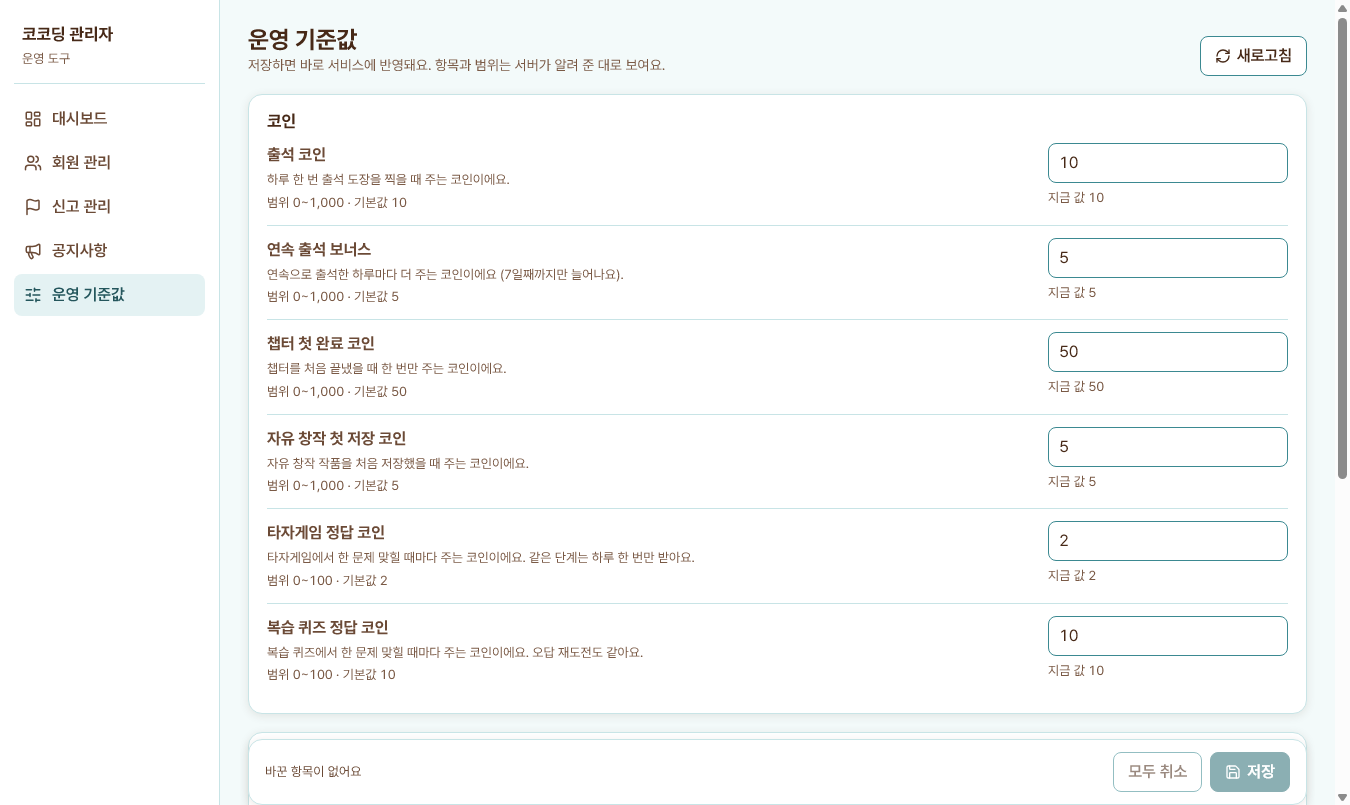 코코딩 관리자
운영 도구
대시보드
회원 관리
신고 관리
공지사항
운영 기준값
운영 기준값
저장하면 바로 서비스에 반영돼요. 항목과 범위는 서버가 알려 준 대로 보여요.
새로고침
코인
출석 코인
하루 한 번 출석 도장을 찍을 때 주는 코인이에요.
범위 0~1,000 · 기본값 10
10
지금 값 10
연속 출석 보너스
연속으로 출석한 하루마다 더 주는 코인이에요 (7일째까지만 늘어나요).
범위 0~1,000 · 기본값 5
5
지금 값 5
챕터 첫 완료 코인
챕터를 처음 끝냈을 때 한 번만 주는 코인이에요.
범위 0~1,000 · 기본값 50
50
지금 값 50
자유 창작 첫 저장 코인
자유 창작 작품을 처음 저장했을 때 주는 코인이에요.
범위 0~1,000 · 기본값 5
5
지금 값 5
타자게임 정답 코인
타자게임에서 한 문제 맞힐 때마다 주는 코인이에요. 같은 단계는 하루 한 번만 받아요.
범위 0~100 · 기본값 2
2
지금 값 2
복습 퀴즈 정답 코인
복습 퀴즈에서 한 문제 맞힐 때마다 주는 코인이에요. 오답 재도전도 같아요.
범위 0~100 · 기본값 10
10
지금 값 10
바꾼 항목이 없어요
모두 취소
저장